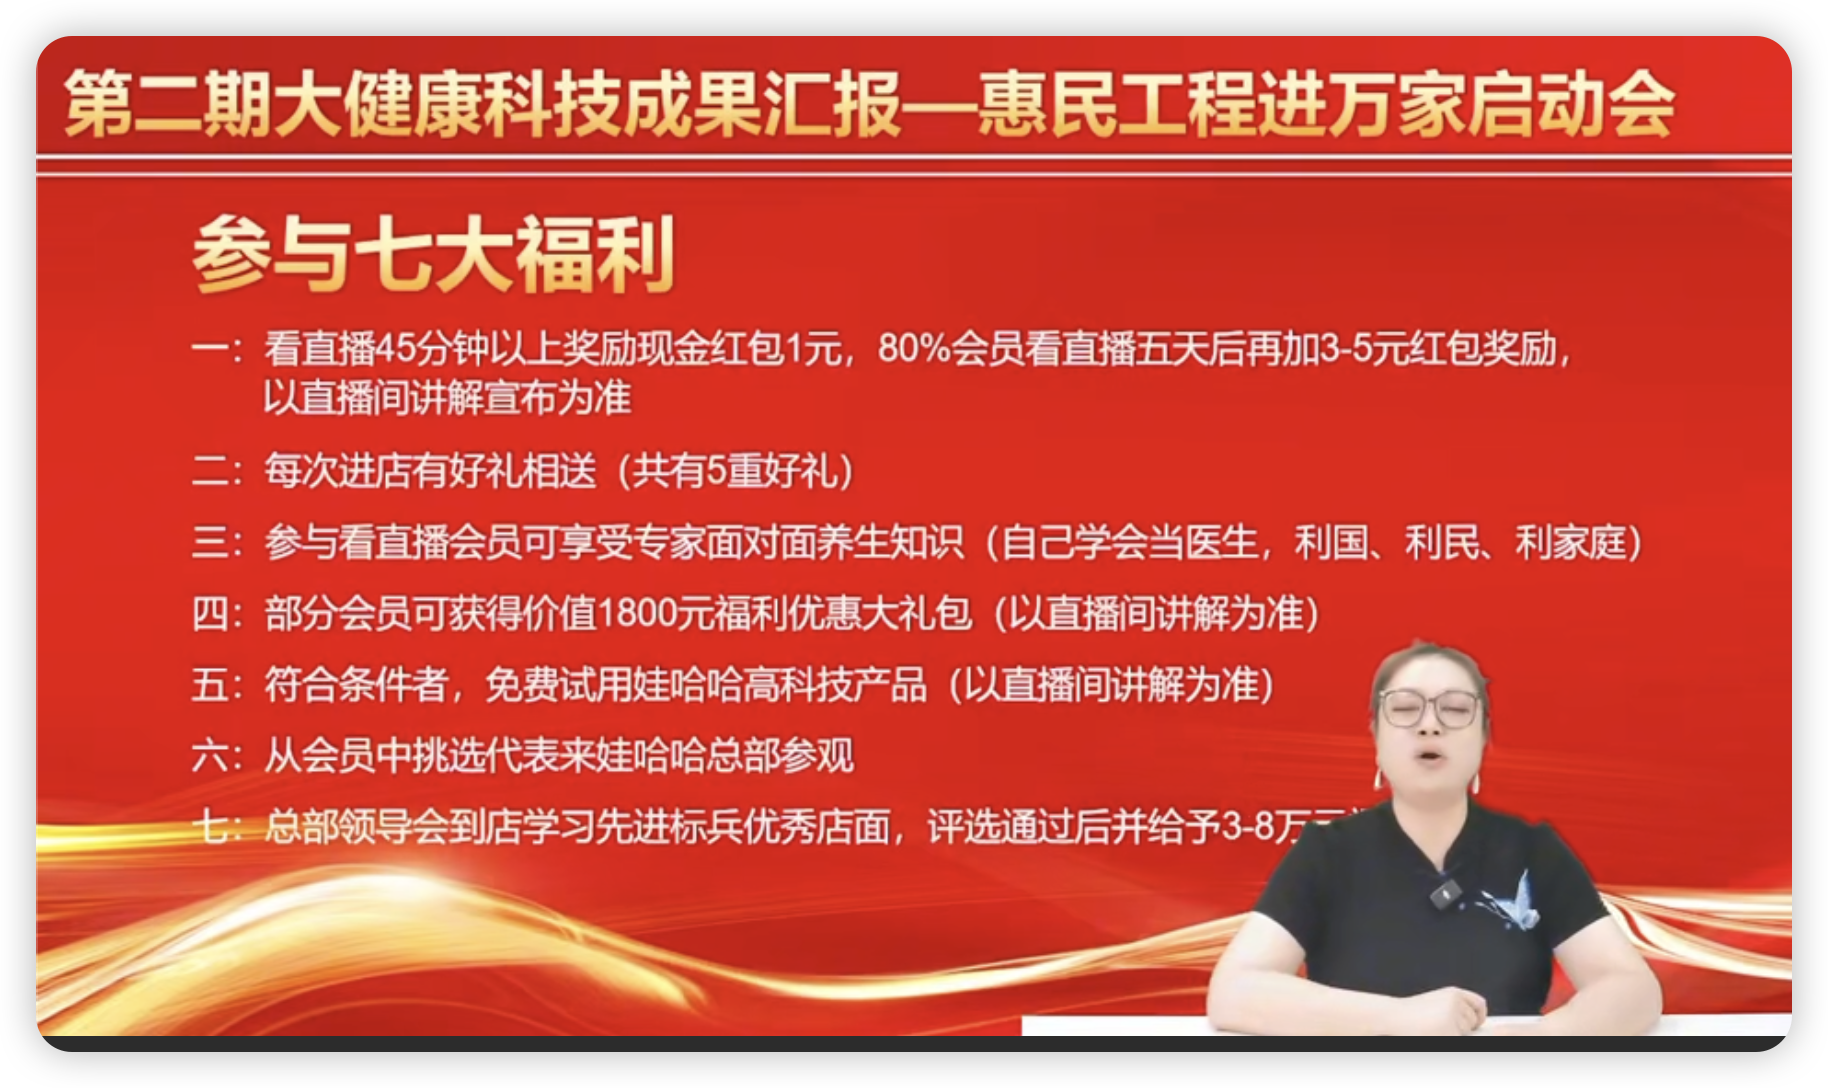 第二期大健康科技成果汇报—惠民工程进万家启动会
参与七大福利
一：看直播45分钟以上奖励现金红包1元，80%会员看直播五天后再加3-5元红包奖励，
以直播间讲解宣布为准
二：每次进店有好礼相送（共有5重好礼）
三：参与看直播会员可享受专家面对面养生知识（自己学会当医生，利国、利民、利家庭）
四：部分会员可获得价值1800元福利优惠大礼包（以直播间讲解为准）
五：符合条件者，免费试用娃哈哈高科技产品（以直播间讲解为准）
六：从会员中挑选代表来娃哈哈总部参观
七：总部领导会到店学习先进标兵优秀店面，评选通过后并给予3-8万